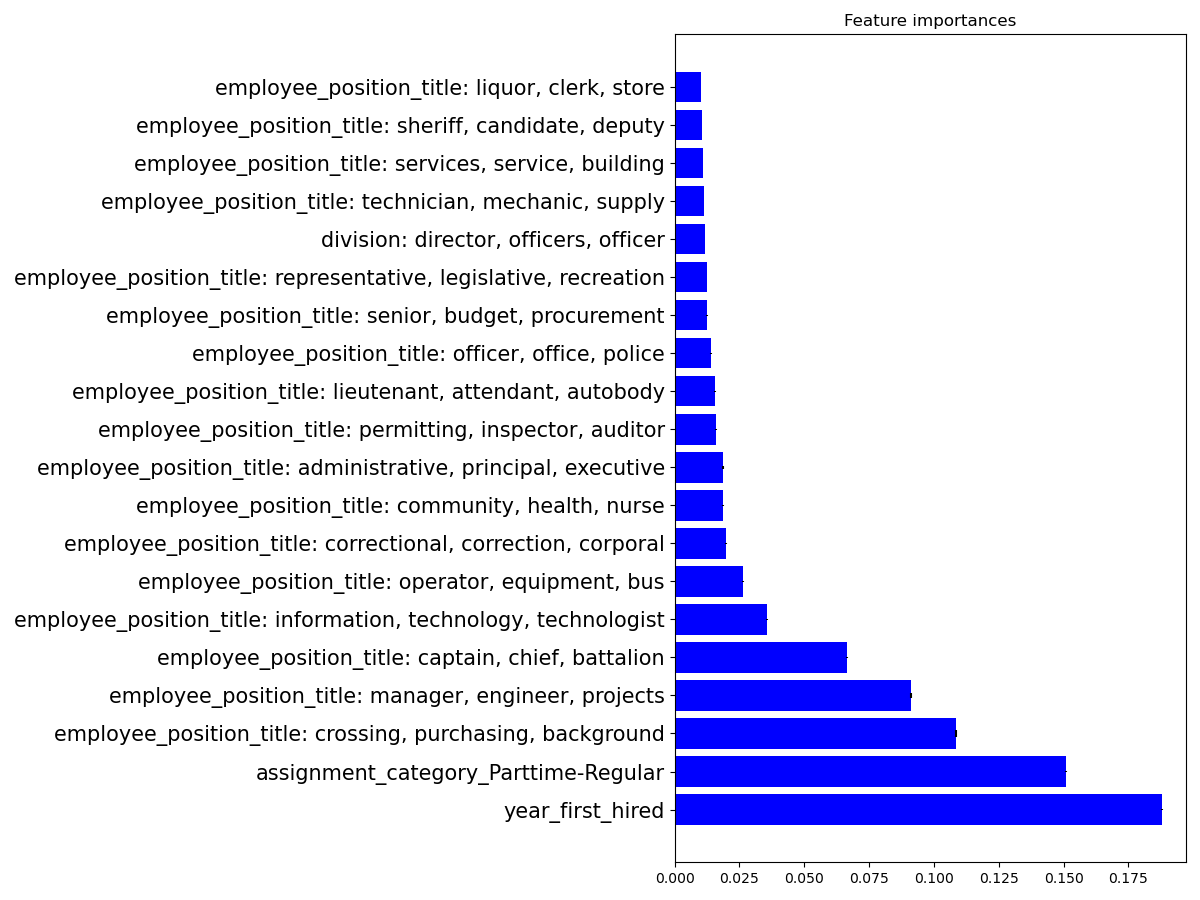 Feature importances
employee_position_title: liquor, clerk, store
employee_position_title: sheriff, candidate, deputy
employee_position_title: services, service, building
employee_position_title: technician, mechanic, supply
division: director, officers, officer
employee_position_title: representative, legislative, recreation
employee_position_title: senior, budget, procurement
employee_position_title: officer, office, police
employee_position_title: lieutenant, attendant, autobody
employee_position_title: permitting, inspector, auditor
employee_position_title: administrative, principal, executive
employee_position_title: community, health, nurse
employee_position_title: correctional, correction, corporal
employee_position_title: operator, equipment, bus
employee_position_title: information, technology, technologist
employee_position_title: captain, chief, battalion
employee_position_title: manager, engineer, projects
employee_position_title: crossing, purchasing, background
assignment_category_Parttime-Regular
year_first_hired
0.000 0.025 0.050 0.075 0.100 0.125 0.150 0.175